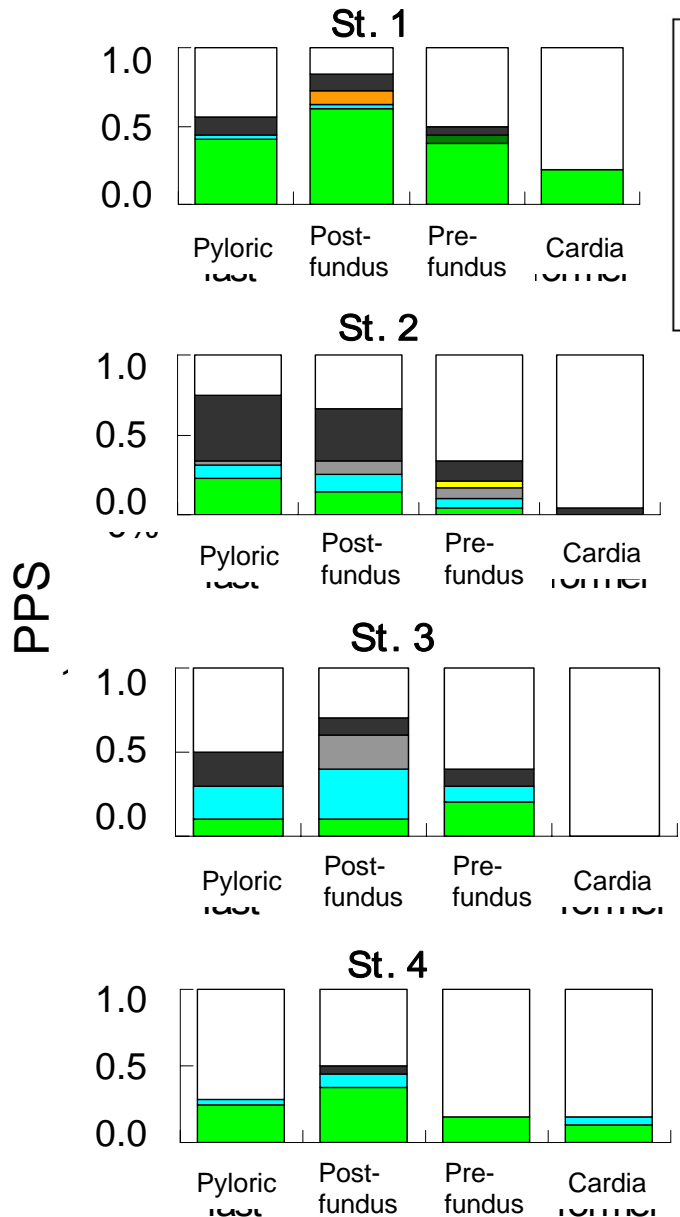 St. 1
1.0
0.5
0.0
Pyloric
Post-
fundus
Pre-
fundus
Cardia
St. 2
1.0
0.5
0.0
Pyloric
Post-
fundus
Pre-
fundus
Cardia
PPS
St. 3
1.0
0.5
0.0
Pyloric
Post-
fundus
Pre-
fundus
Cardia
St. 4
1.0
0.5
0.0
Pyloric
Post-
fundus
Pre-
fundus
Cardia